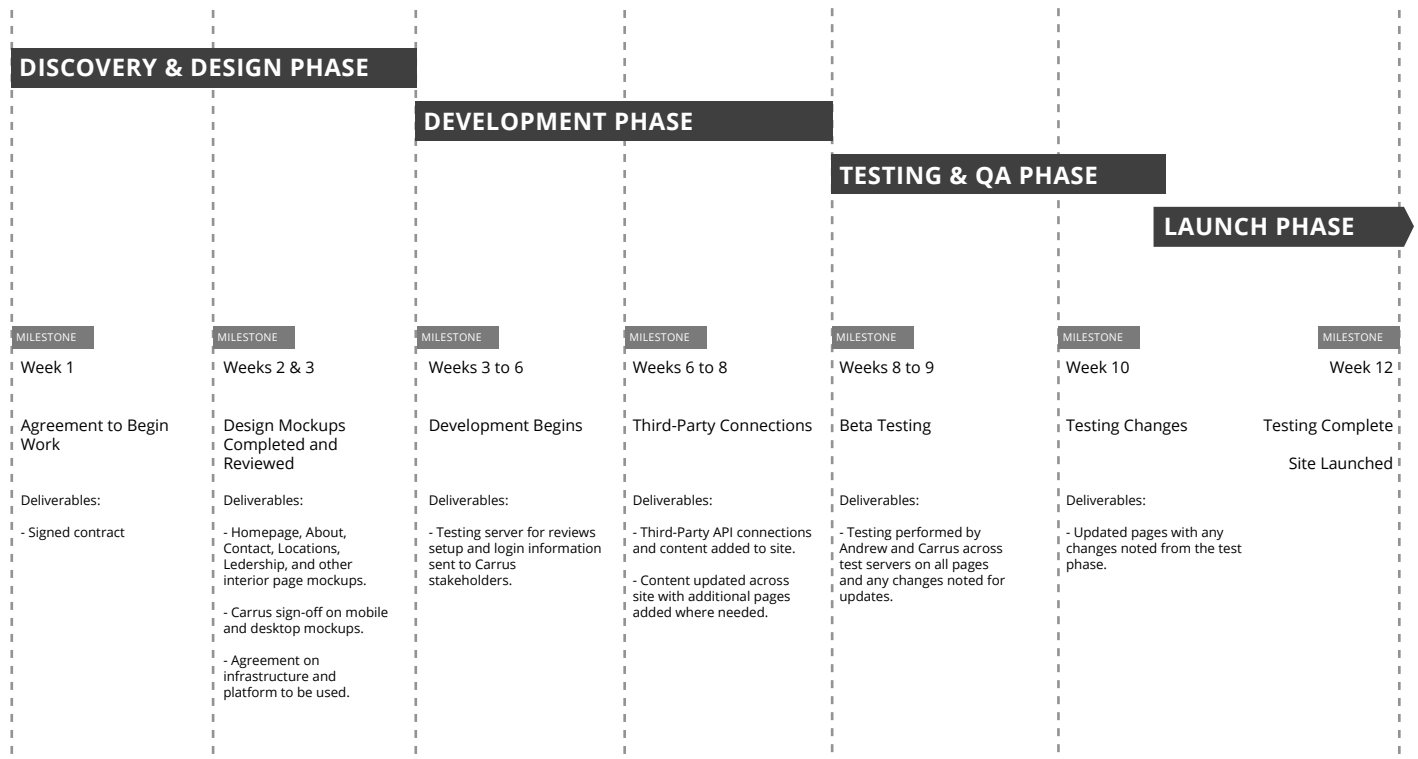 DISCOVERY & DESIGN PHASE
DEVELOPMENT PHASE
TESTING & QA PHASE
LAUNCH PHASE
MILESTONE
Week 1
Agreement to Begin
Work
Deliverables:
- Signed contract
MILESTONE
Weeks 2 & 3
Design Mockups
Completed and
Reviewed
Deliverables:
- Homepage, About,
Contact, Locations,
Ledership, and other
interior page mockups.
- Carrus sign-off on mobile
and desktop mockups.
- Agreement on
infrastructure and
platform to be used.
MILESTONE
Weeks 3 to 6
Development Begins
Deliverables:
- Testing server for reviews
setup and login information
sent to Carrus
stakeholders.
MILESTONE
Weeks 6 to 8
Third-Party Connections
Deliverables:
- Third-Party API connections
and content added to site.
- Content updated across
site with additional pages
added where needed.
MILESTONE
Weeks 8 to 9
Beta Testing
Deliverables:
- Testing performed by
Andrew and Carrus across
test servers on all pages
and any changes noted for
updates.
MILESTONE
Week 10
Testing Changes
Deliverables:
- Updated pages with any
changes noted from the test
phase.
MILESTONE
Week 12
Testing Complete
Site Launched